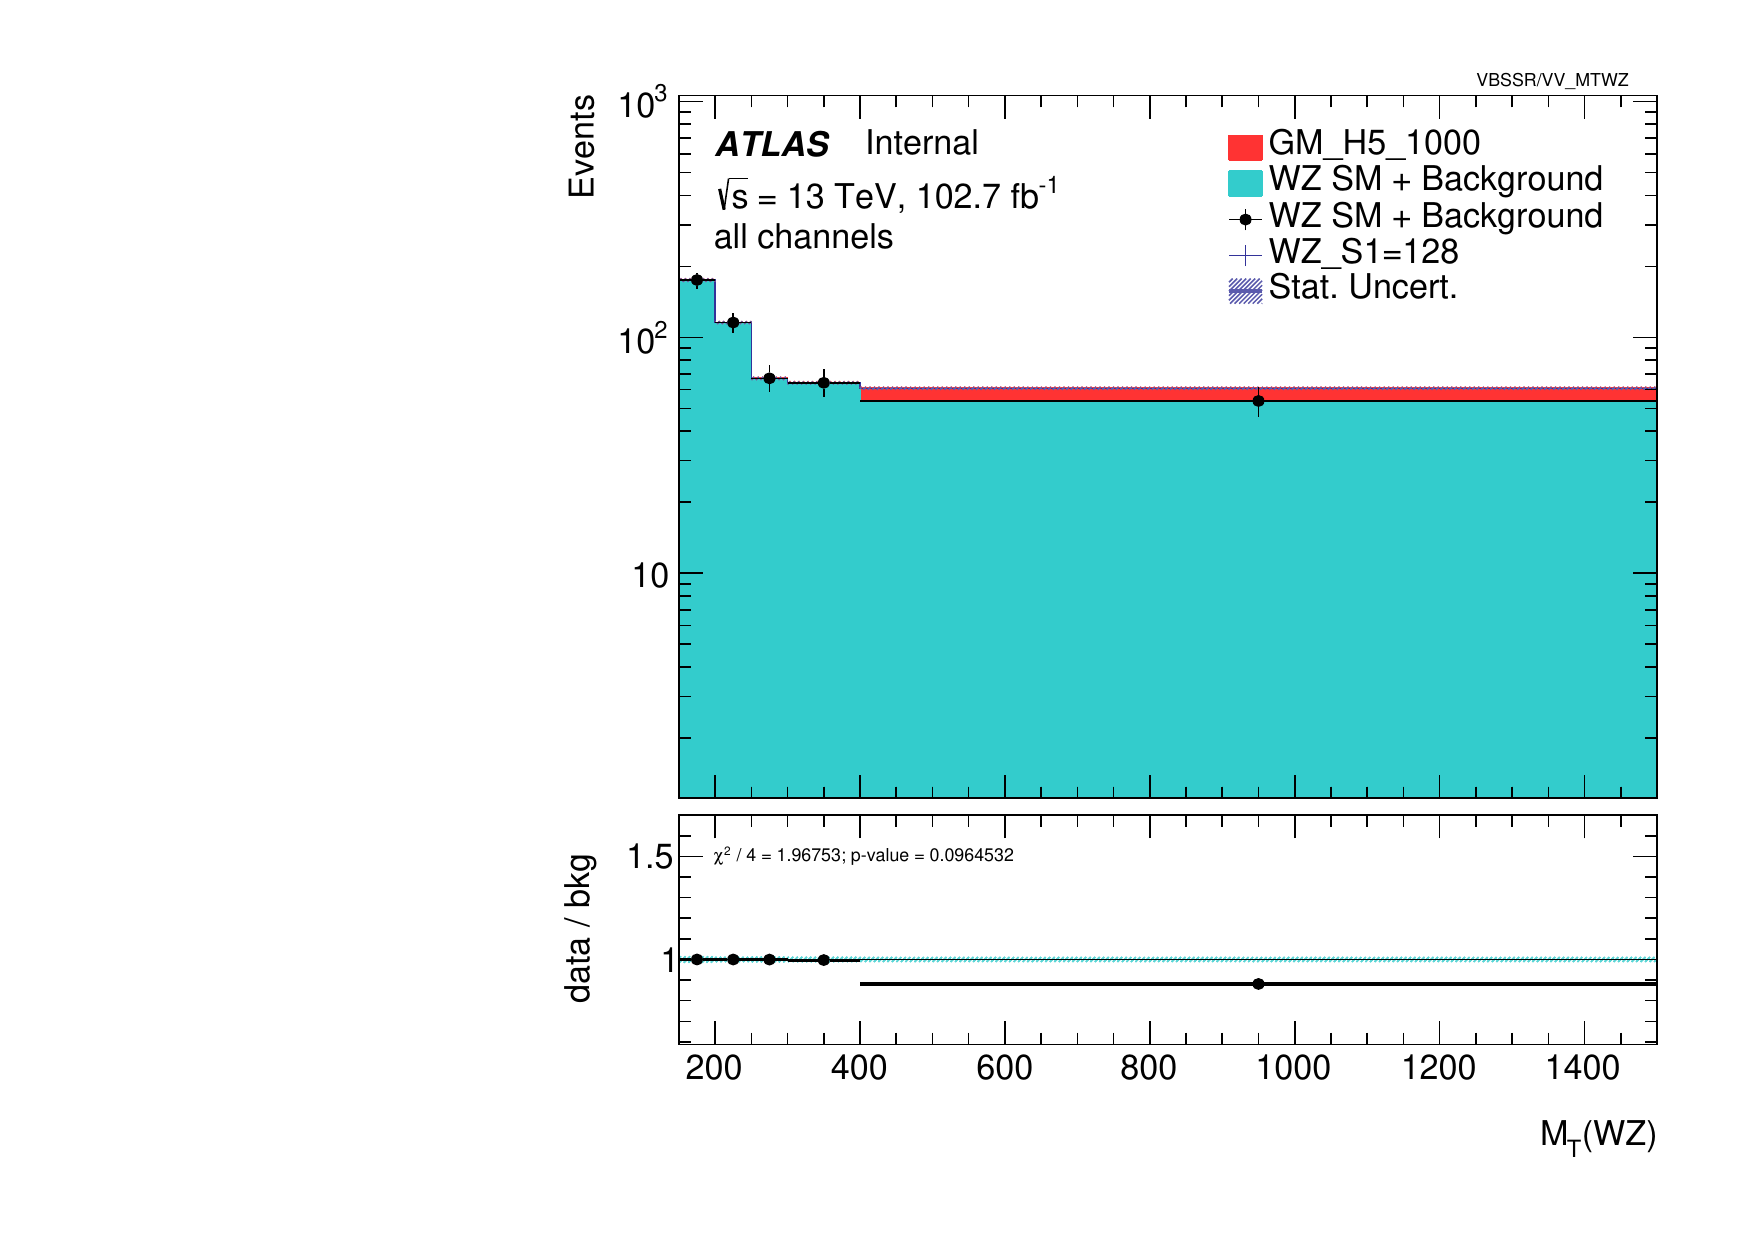 VBSSR/VV_MTWZ
Events
10³
10²
10
ATLAS Internal
√s = 13 TeV, 102.7 fb⁻¹
all channels
GM_H5_1000
WZ SM + Background
WZ SM + Background
WZ_S1=128
Stat. Uncert.
data / bkg
1.5
1
χ² / 4 = 1.96753; p-value = 0.0964532
200 400 600 800 1000 1200 1400
M_T(WZ)